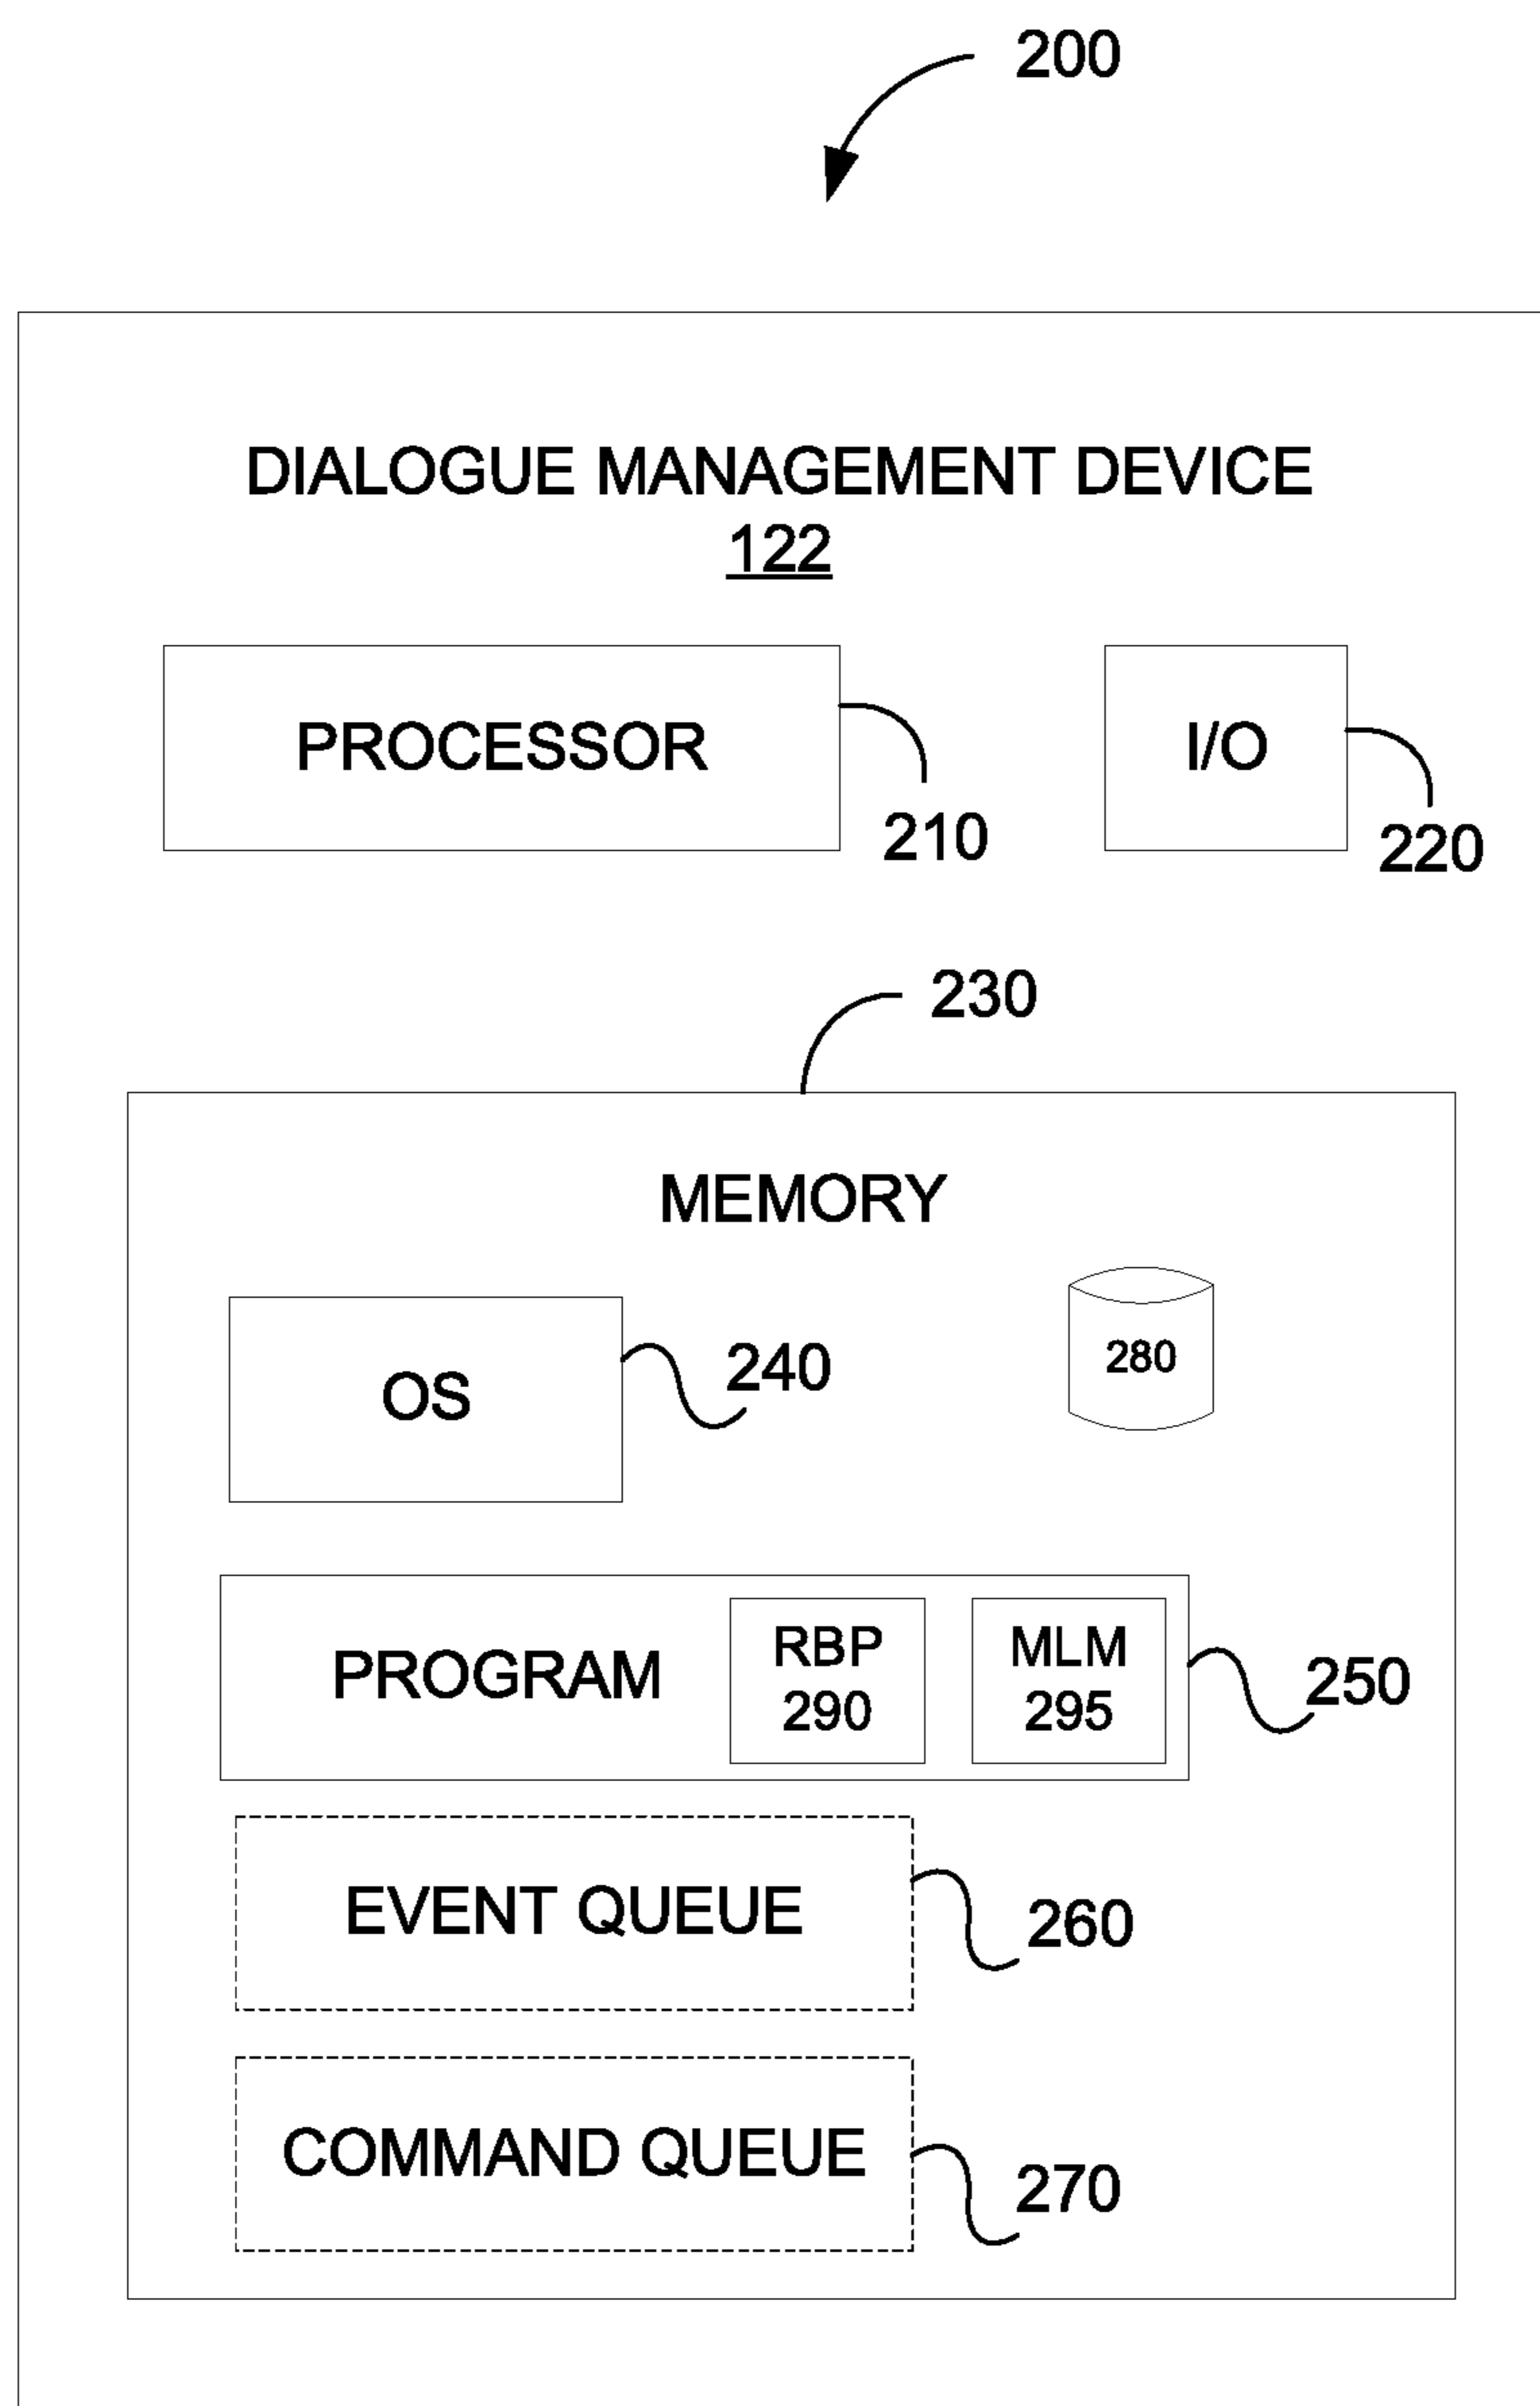 200
DIALOGUE MANAGEMENT DEVICE
122
PROCESSOR
I/O
210
220
230
MEMORY
OS
240
280
PROGRAM
RBP
290
MLM
295
250
EVENT QUEUE
260
COMMAND QUEUE
270